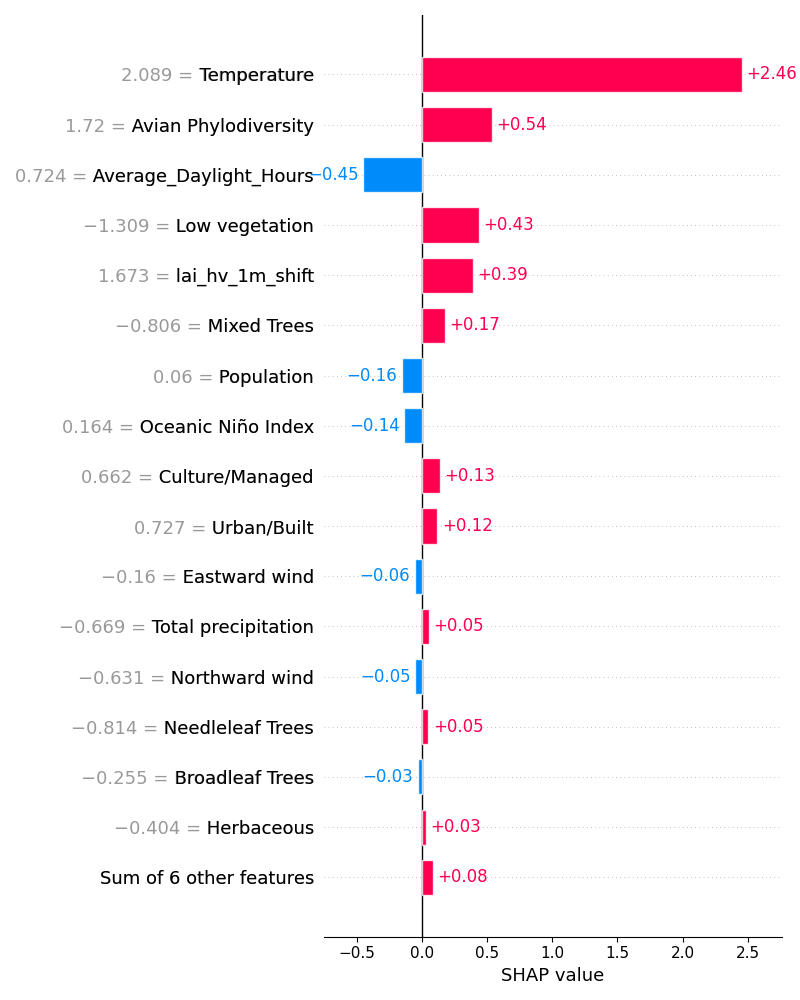 2.089 = Temperature +2.46
1.72 = Avian Phylodiversity +0.54
0.724 = Average_Daylight_Hours −0.45
−1.309 = Low vegetation +0.43
1.673 = lai_hv_1m_shift +0.39
−0.806 = Mixed Trees +0.17
0.06 = Population −0.16
0.164 = Oceanic Niño Index −0.14
0.662 = Culture/Managed +0.13
0.727 = Urban/Built +0.12
−0.16 = Eastward wind −0.06
−0.669 = Total precipitation +0.05
−0.631 = Northward wind −0.05
−0.814 = Needleleaf Trees +0.05
−0.255 = Broadleaf Trees −0.03
−0.404 = Herbaceous +0.03
Sum of 6 other features +0.08
−0.5 0.0 0.5 1.0 1.5 2.0 2.5
SHAP value